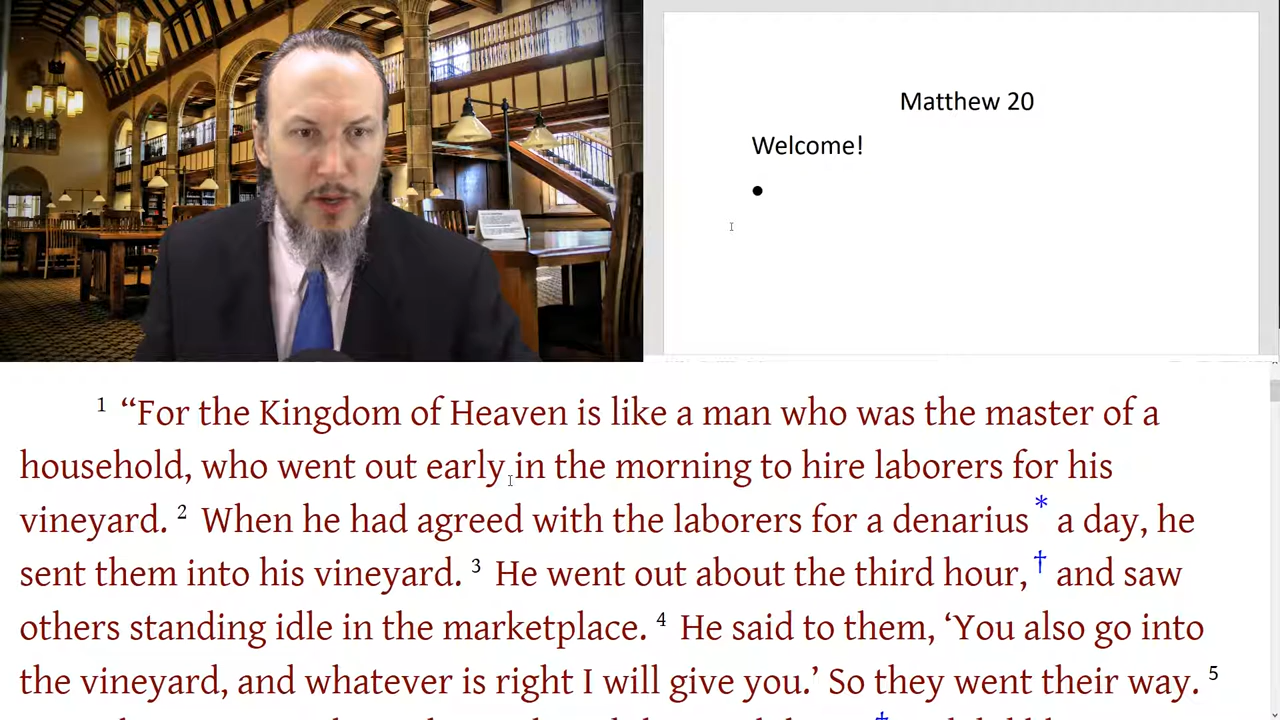 Matthew 20
Welcome!
•
1 “For the Kingdom of Heaven is like a man who was the master of a
household, who went out early in the morning to hire laborers for his
vineyard. 2 When he had agreed with the laborers for a denarius * a day, he
sent them into his vineyard. 3 He went out about the third hour, † and saw
others standing idle in the marketplace. 4 He said to them, ‘You also go into
the vineyard, and whatever is right I will give you.’ So they went their way. 5